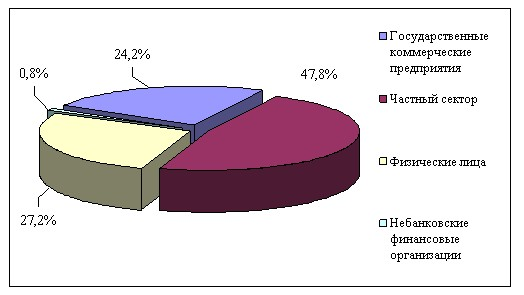 24,2%
0,8%
47,8%
27,2%
Государственные
коммерческие
предприятия
Частный сектор
Физические лица
Небанковские
финансовые
организации